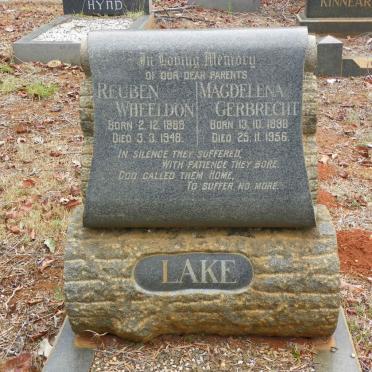 HYND
KINNEAR
In Loving Memory
OF OUR DEAR PARENTS
REUBEN WHEELDON
BORN 2. 12. 1888
DIED 3. 3. 1948.
MAGDELENA GERBRECHT
BORN 13. 10. 1898
DIED 25. 11. 1956.
IN SILENCE THEY SUFFERED,
WITH PATIENCE THEY BORE.
GOD CALLED THEM HOME,
TO SUFFER NO MORE.
LAKE